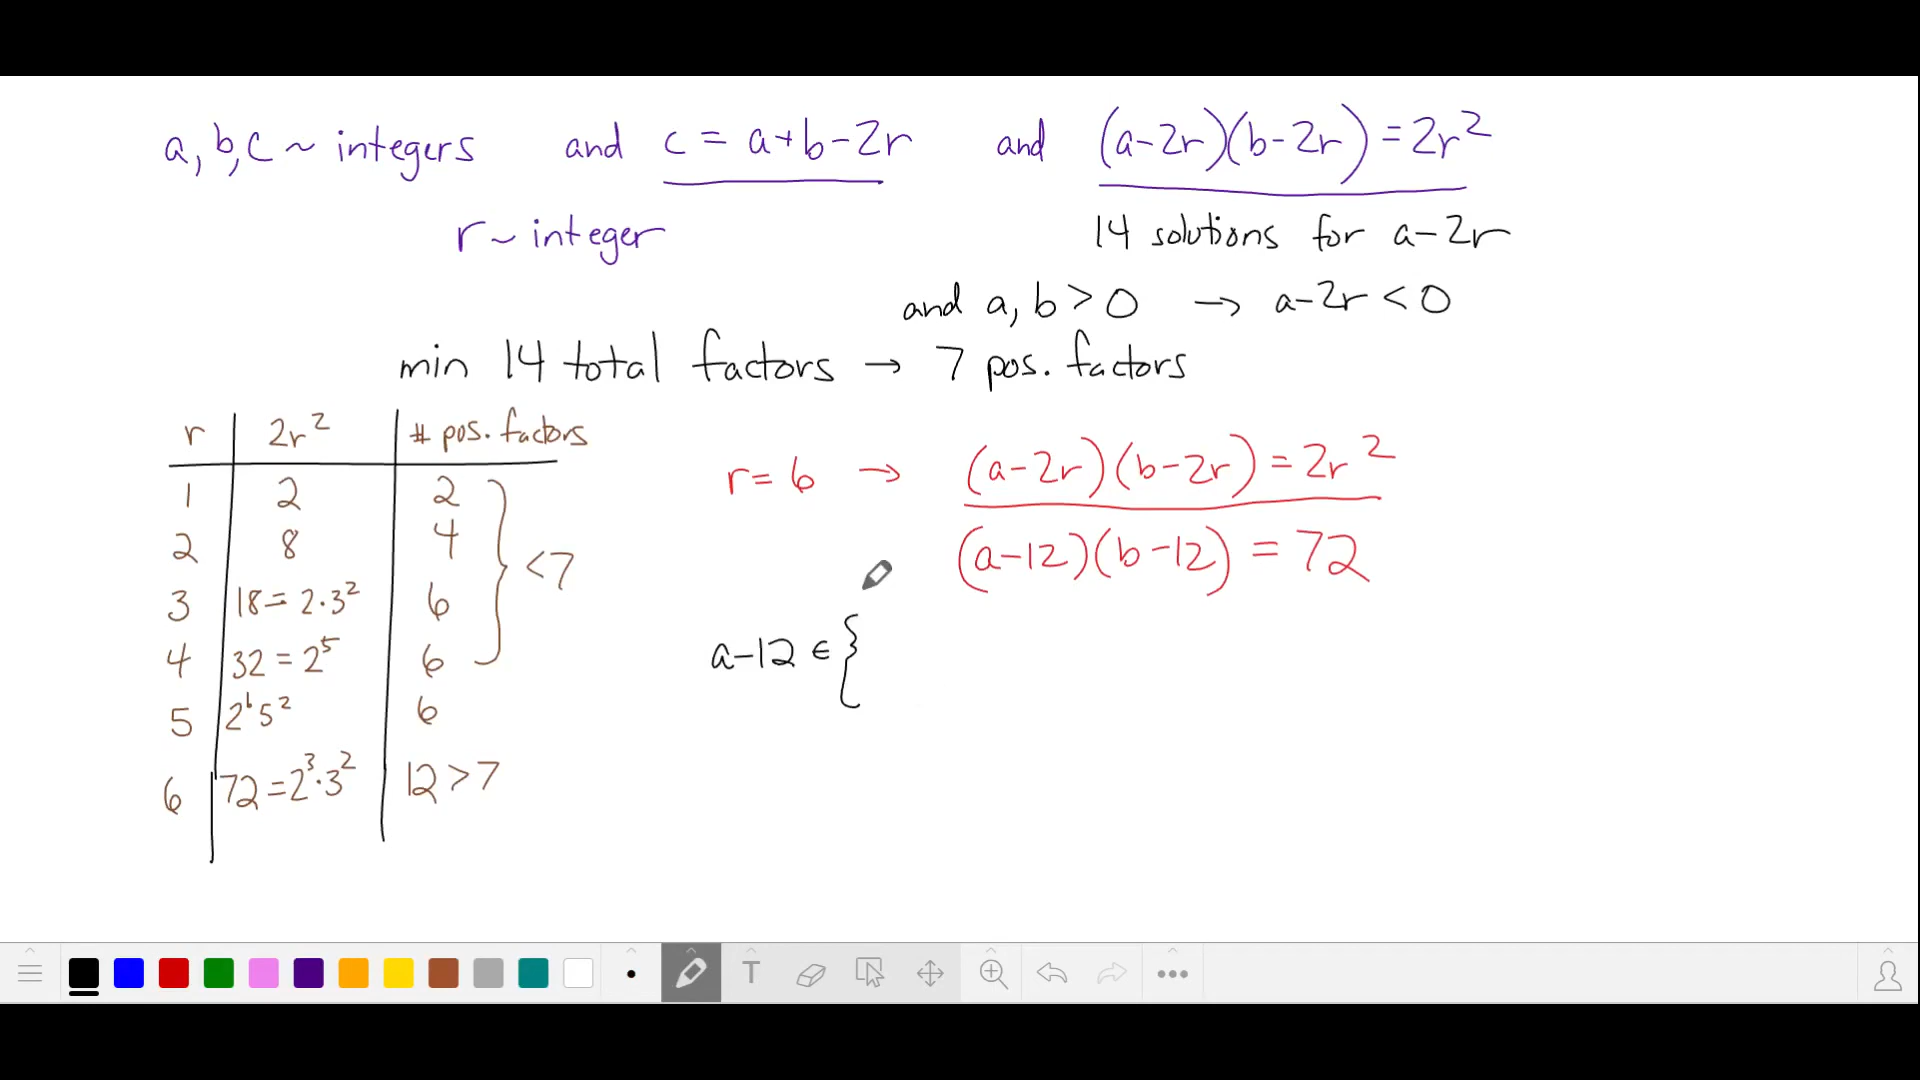 a, b, c ~ integers and c = a+b-2r and (a-2r)(b-2r) = 2r²
r ~ integer
14 solutions for a-2r
and a, b > 0 → a-2r < 0
min 14 total factors → 7 pos. factors
r 2r² # pos. factors
1 2 2
2 8 4
3 18 = 2·3² 6
4 32 = 2⁵ 6
< 7
5 2⁶5² 6
6 72 = 2³·3² 12 > 7
r = 6 → (a-2r)(b-2r) = 2r²
(a-12)(b-12) = 72
a-12 ∈ {
T